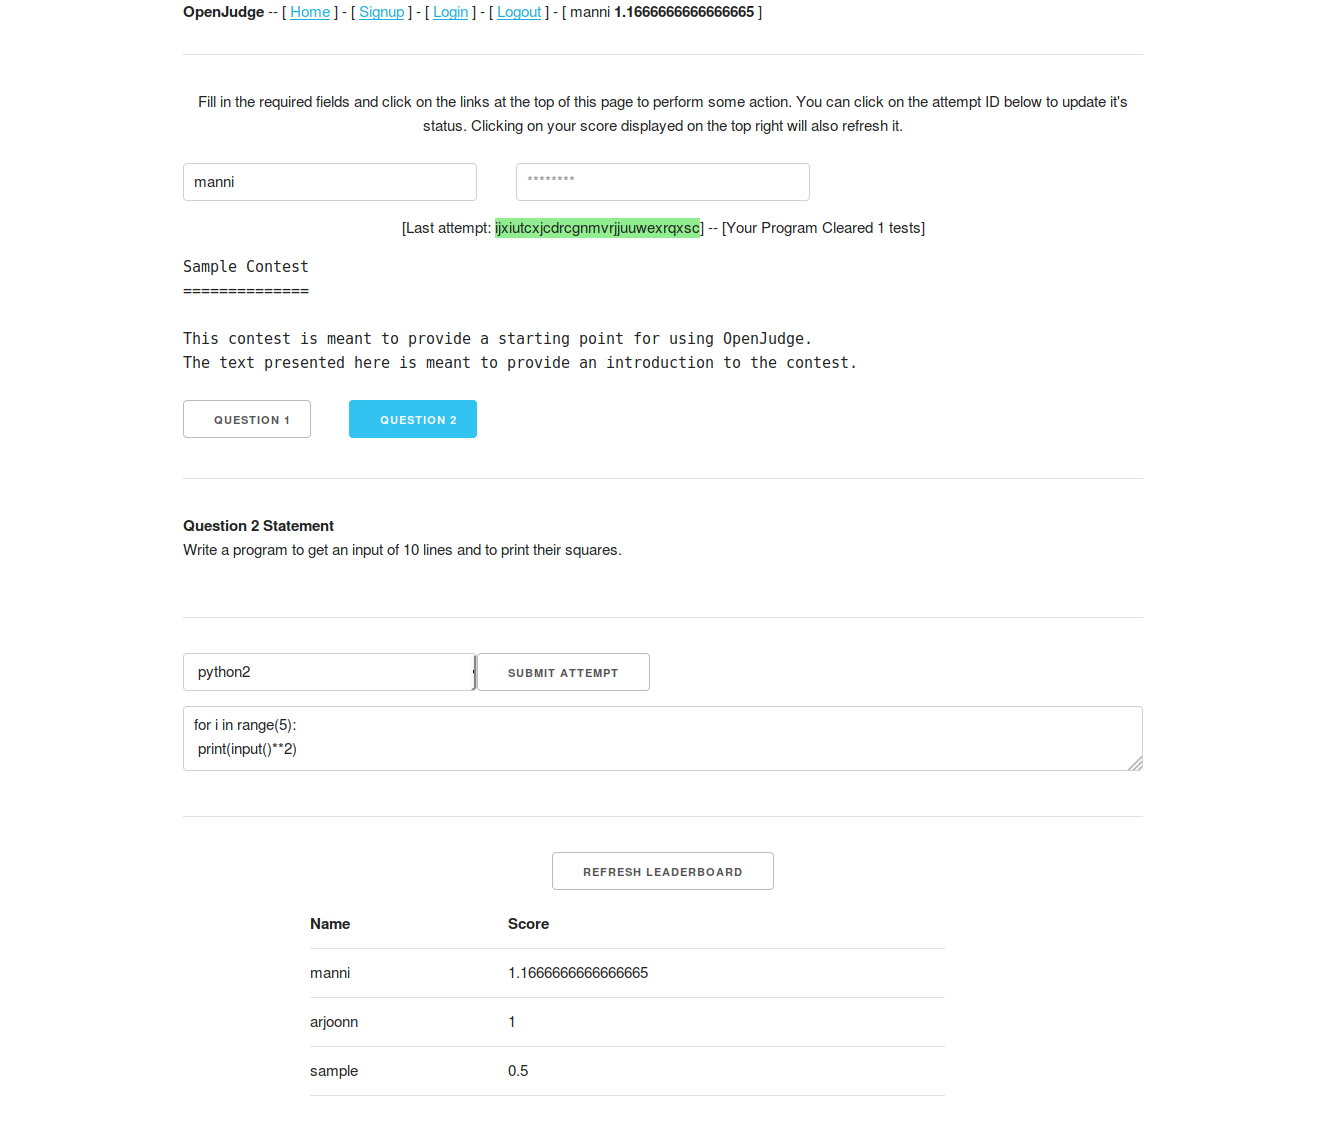 OpenJudge -- [ Home ] - [ Signup ] - [ Login ] - [ Logout ] - [ manni 1.1666666666666665 ]
Fill in the required fields and click on the links at the top of this page to perform some action. You can click on the attempt ID below to update it's
status. Clicking on your score displayed on the top right will also refresh it.
manni
********
[Last attempt: ijxiutcxjcdrcgnmvrjjuuwexrqxsc] -- [Your Program Cleared 1 tests]
Sample Contest
==============
This contest is meant to provide a starting point for using OpenJudge.
The text presented here is meant to provide an introduction to the contest.
QUESTION 1
QUESTION 2
Question 2 Statement
Write a program to get an input of 10 lines and to print their squares.
python2
SUBMIT ATTEMPT
for i in range(5):
 print(input()**2)
REFRESH LEADERBOARD
Name Score
manni 1.1666666666666665
arjoonn 1
sample 0.5